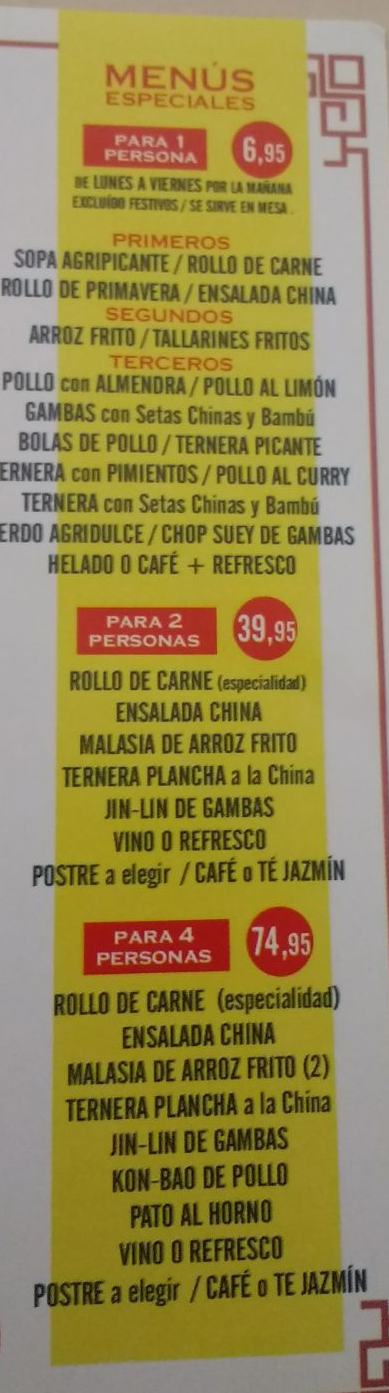 MENÚS
ESPECIALES
PARA 1
PERSONA
6,95
DE LUNES A VIERNES POR LA MAÑANA
EXCLUÍDO FESTIVOS / SE SIRVE EN MESA.
PRIMEROS
SOPA AGRIPICANTE / ROLLO DE CARNE
ROLLO DE PRIMAVERA / ENSALADA CHINA
SEGUNDOS
ARROZ FRITO / TALLARINES FRITOS
TERCEROS
POLLO con ALMENDRA / POLLO AL LIMÓN
GAMBAS con Setas Chinas y Bambú
BOLAS DE POLLO / TERNERA PICANTE
ERNERA con PIMIENTOS / POLLO AL CURRY
TERNERA con Setas Chinas y Bambú
ERDO AGRIDULCE / CHOP SUEY DE GAMBAS
HELADO O CAFÉ + REFRESCO
PARA 2
PERSONAS
39,95
ROLLO DE CARNE (especialidad)
ENSALADA CHINA
MALASIA DE ARROZ FRITO
TERNERA PLANCHA a la China
JIN-LIN DE GAMBAS
VINO O REFRESCO
POSTRE a elegir / CAFÉ o TÉ JAZMÍN
PARA 4
PERSONAS
74,95
ROLLO DE CARNE (especialidad)
ENSALADA CHINA
MALASIA DE ARROZ FRITO (2)
TERNERA PLANCHA a la China
JIN-LIN DE GAMBAS
KON-BAO DE POLLO
PATO AL HORNO
VINO O REFRESCO
POSTRE a elegir / CAFÉ o TE JAZMÍN